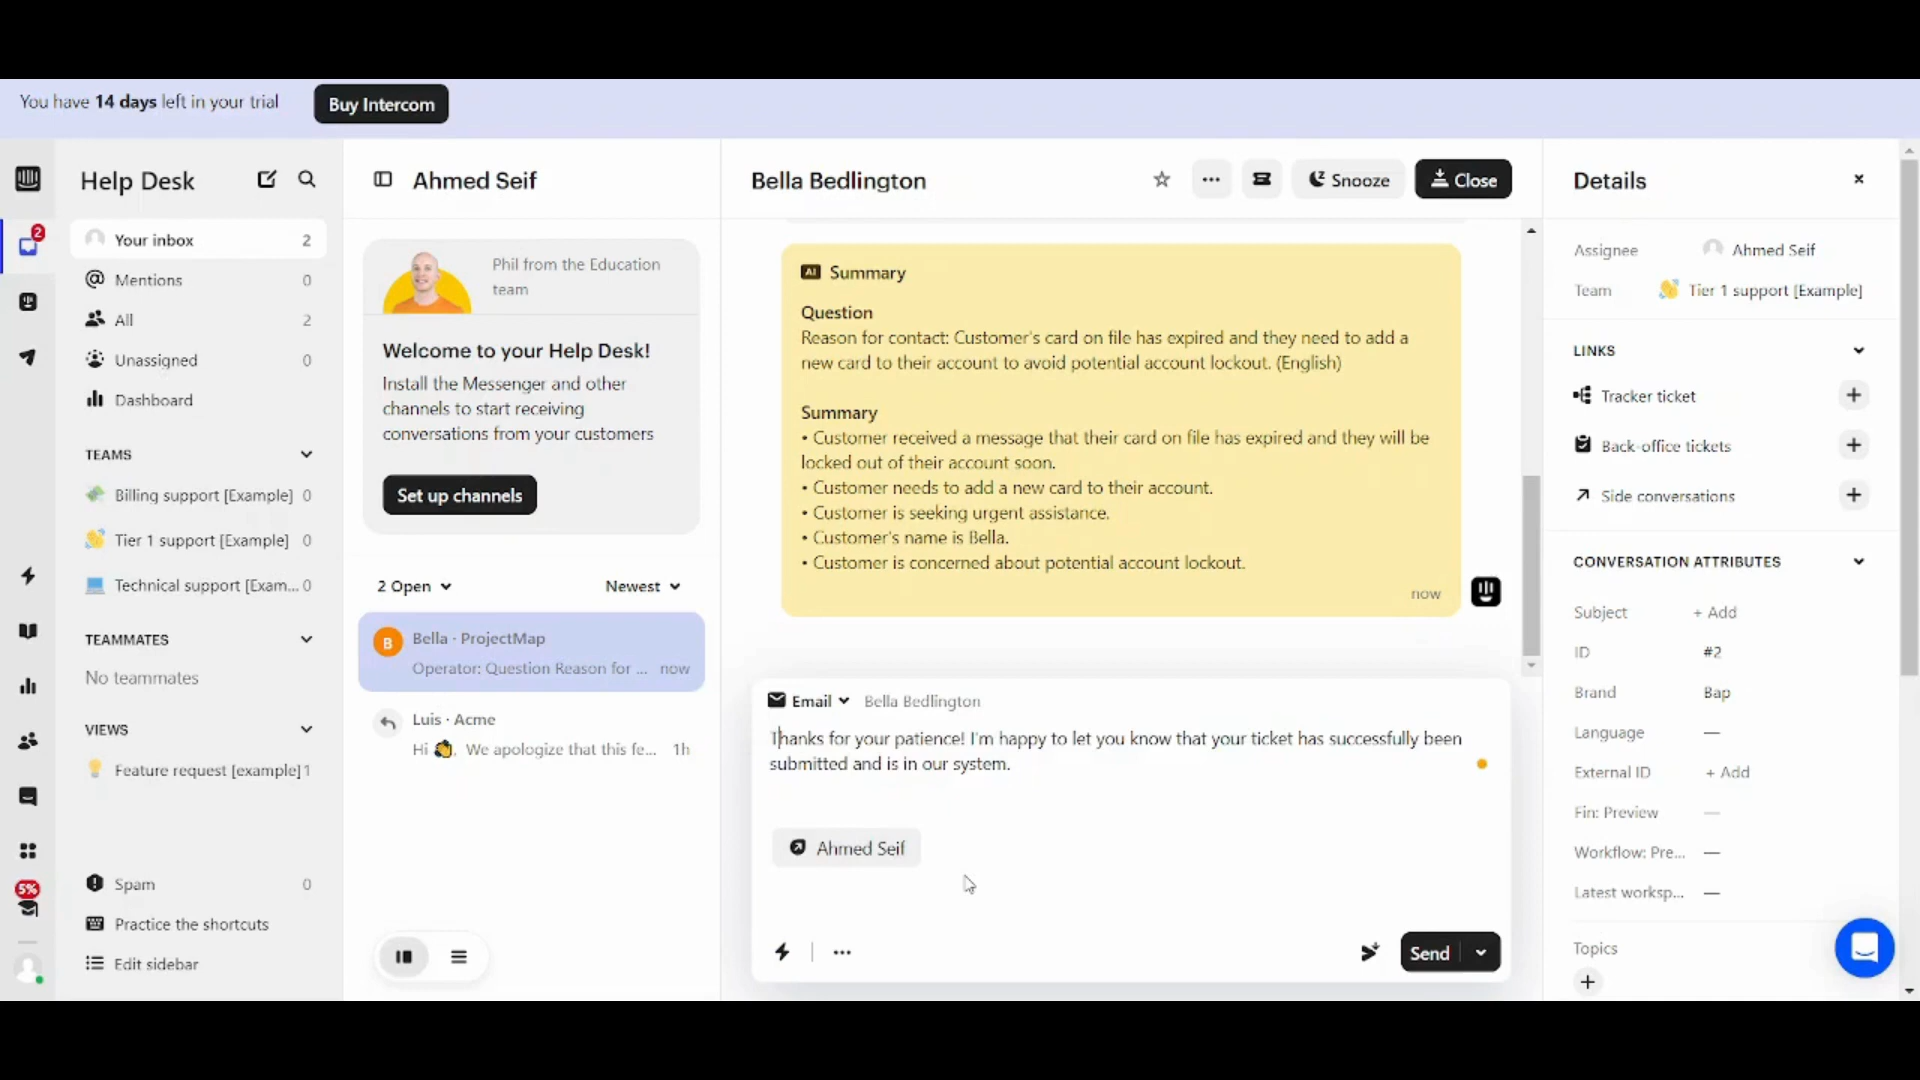 You have 14 days left in your trial
Buy Intercom
Help Desk
2
Your inbox 2
Mentions 0
All 2
Unassigned 0
Dashboard
TEAMS
Billing support [Example] 0
Tier 1 support [Example] 0
Technical support [Exam... 0
TEAMMATES
No teammates
VIEWS
Feature request [example] 1
5%
Spam 0
Practice the shortcuts
Edit sidebar
Ahmed Seif
Phil from the Education
team
Welcome to your Help Desk!
Install the Messenger and other
channels to start receiving
conversations from your customers
Set up channels
2 Open
Newest
B
Bella · ProjectMap
Operator: Question Reason for ... now
Luis · Acme
Hi 👋. We apologize that this fe... 1h
Bella Bedlington
Snooze
Close
AI Summary
Question
Reason for contact: Customer's card on file has expired and they need to add a
new card to their account to avoid potential account lockout. (English)
Summary
• Customer received a message that their card on file has expired and they will be
locked out of their account soon.
• Customer needs to add a new card to their account.
• Customer is seeking urgent assistance.
• Customer's name is Bella.
• Customer is concerned about potential account lockout.
now
Email Bella Bedlington
Thanks for your patience! I'm happy to let you know that your ticket has successfully been
submitted and is in our system.
Ahmed Seif
Send
Details
Assignee Ahmed Seif
Team 👋 Tier 1 support [Example]
LINKS
Tracker ticket
Back-office tickets
Side conversations
CONVERSATION ATTRIBUTES
Subject + Add
ID #2
Brand Bap
Language —
External ID + Add
Fin: Preview —
Workflow: Pre... —
Latest worksp... —
Topics
+